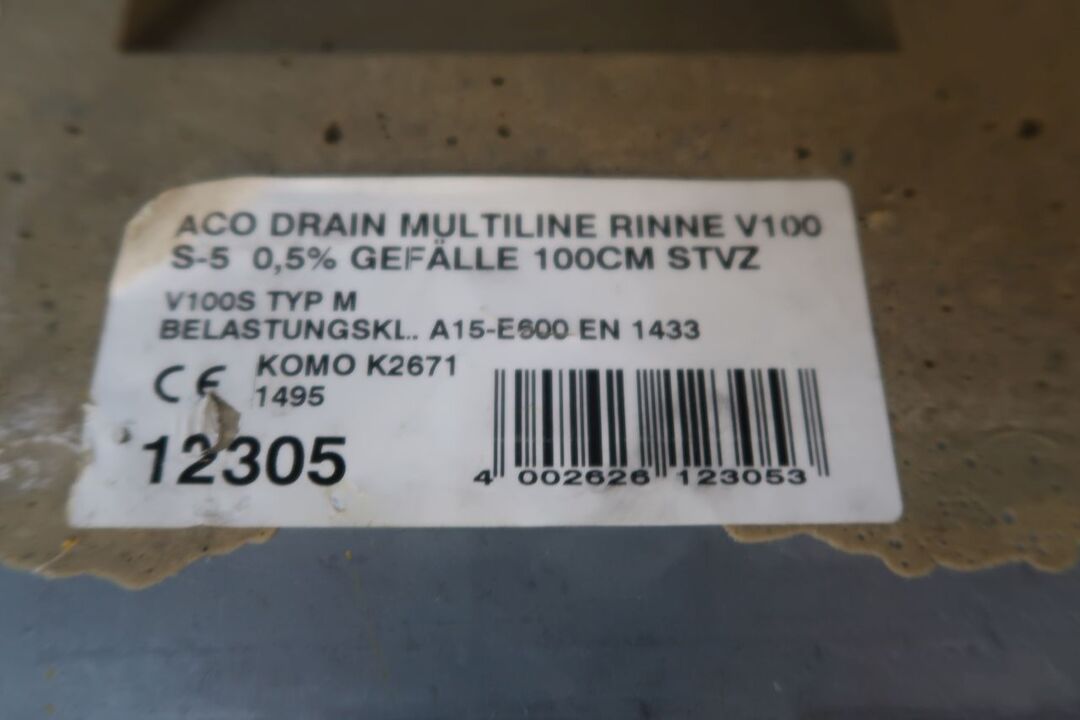 ACO DRAIN MULTILINE RINNE V100
S-5 0,5% GEFÄLLE 100CM STVZ
V100S TYP M
BELASTUNGSKL.. A15-E600 EN 1433
CE KOMO K2671
1495
12305
4 002626 123053